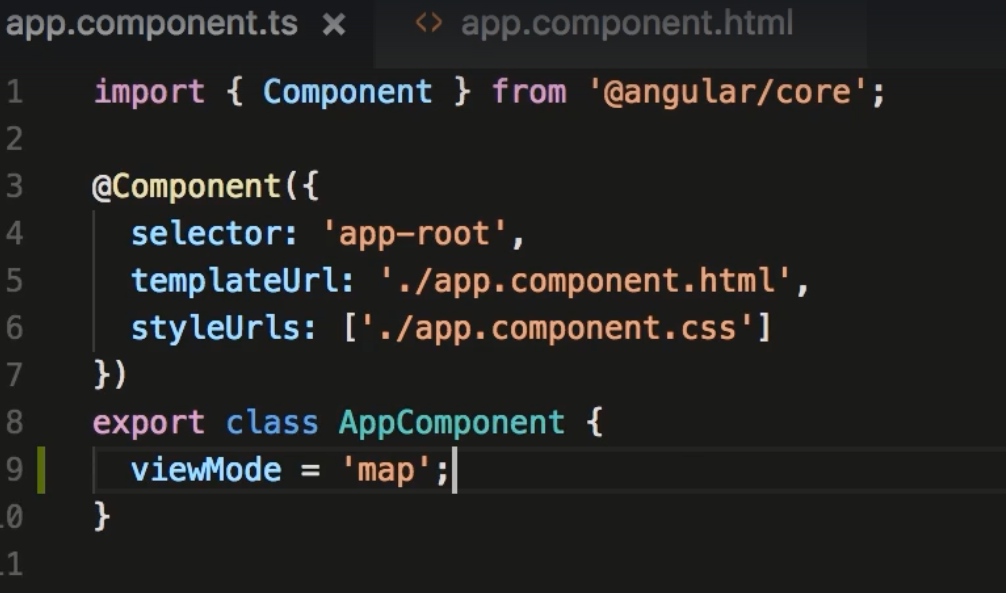 app.component.ts × <> app.component.html
1 import { Component } from '@angular/core';
2
3 @Component({
4   selector: 'app-root',
5   templateUrl: './app.component.html',
6   styleUrls: ['./app.component.css']
7 })
8 export class AppComponent {
9   viewMode = 'map';
10 }
11